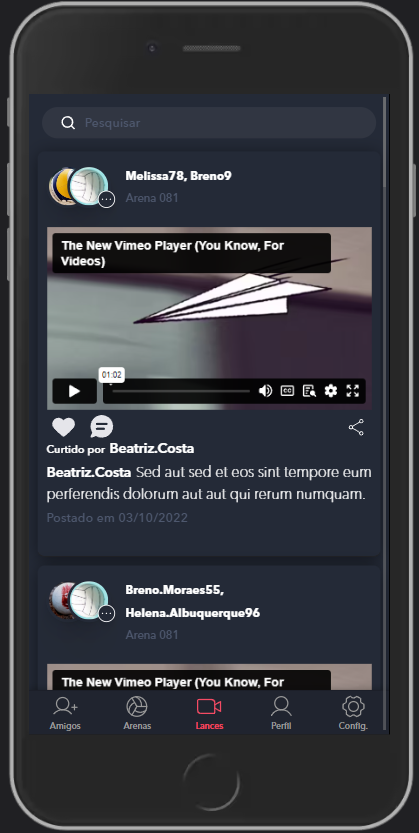 Pesquisar
Melissa78, Breno9
Arena 081
The New Vimeo Player (You Know, For
Videos)
01:02
CC
Curtido por Beatriz.Costa
Beatriz.Costa Sed aut sed et eos sint tempore eum
perferendis dolorum aut aut qui rerum numquam.
Postado em 03/10/2022
Breno.Moraes55,
Helena.Albuquerque96
Arena 081
The New Vimeo Player (You Know, For
Amigos
Arenas
Lances
Perfil
Config.